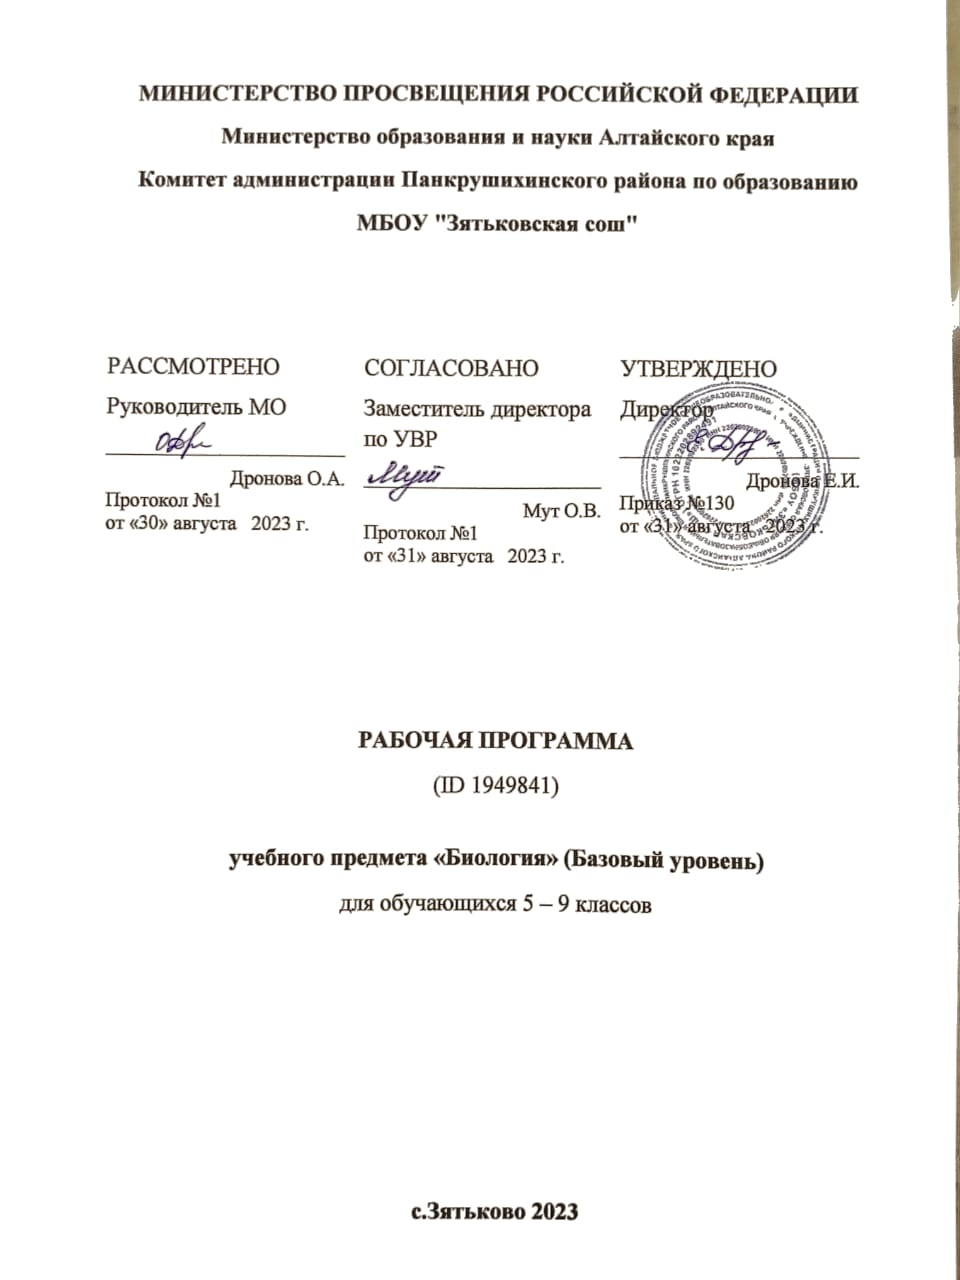 МИНИСТЕРСТВО ПРОСВЕЩЕНИЯ РОССИЙСКОЙ ФЕДЕРАЦИИ
Министерство образования и науки Алтайского края
Комитет администрации Панкрушихинского района по образованию
МБОУ "Зятьковская сош"
РАССМОТРЕНО
Руководитель МО
Дронова О.А.
Протокол №1
от «30» августа 2023 г.
СОГЛАСОВАНО
Заместитель директора
по УВР
Мут О.В.
Протокол №1
от «31» августа 2023 г.
УТВЕРЖДЕНО
Директор
Дронова Е.И.
Приказ №130
от «31» августа 2023 г.
РАБОЧАЯ ПРОГРАММА
(ID 1949841)
учебного предмета «Биология» (Базовый уровень)
для обучающихся 5 – 9 классов
с.Зятьково 2023